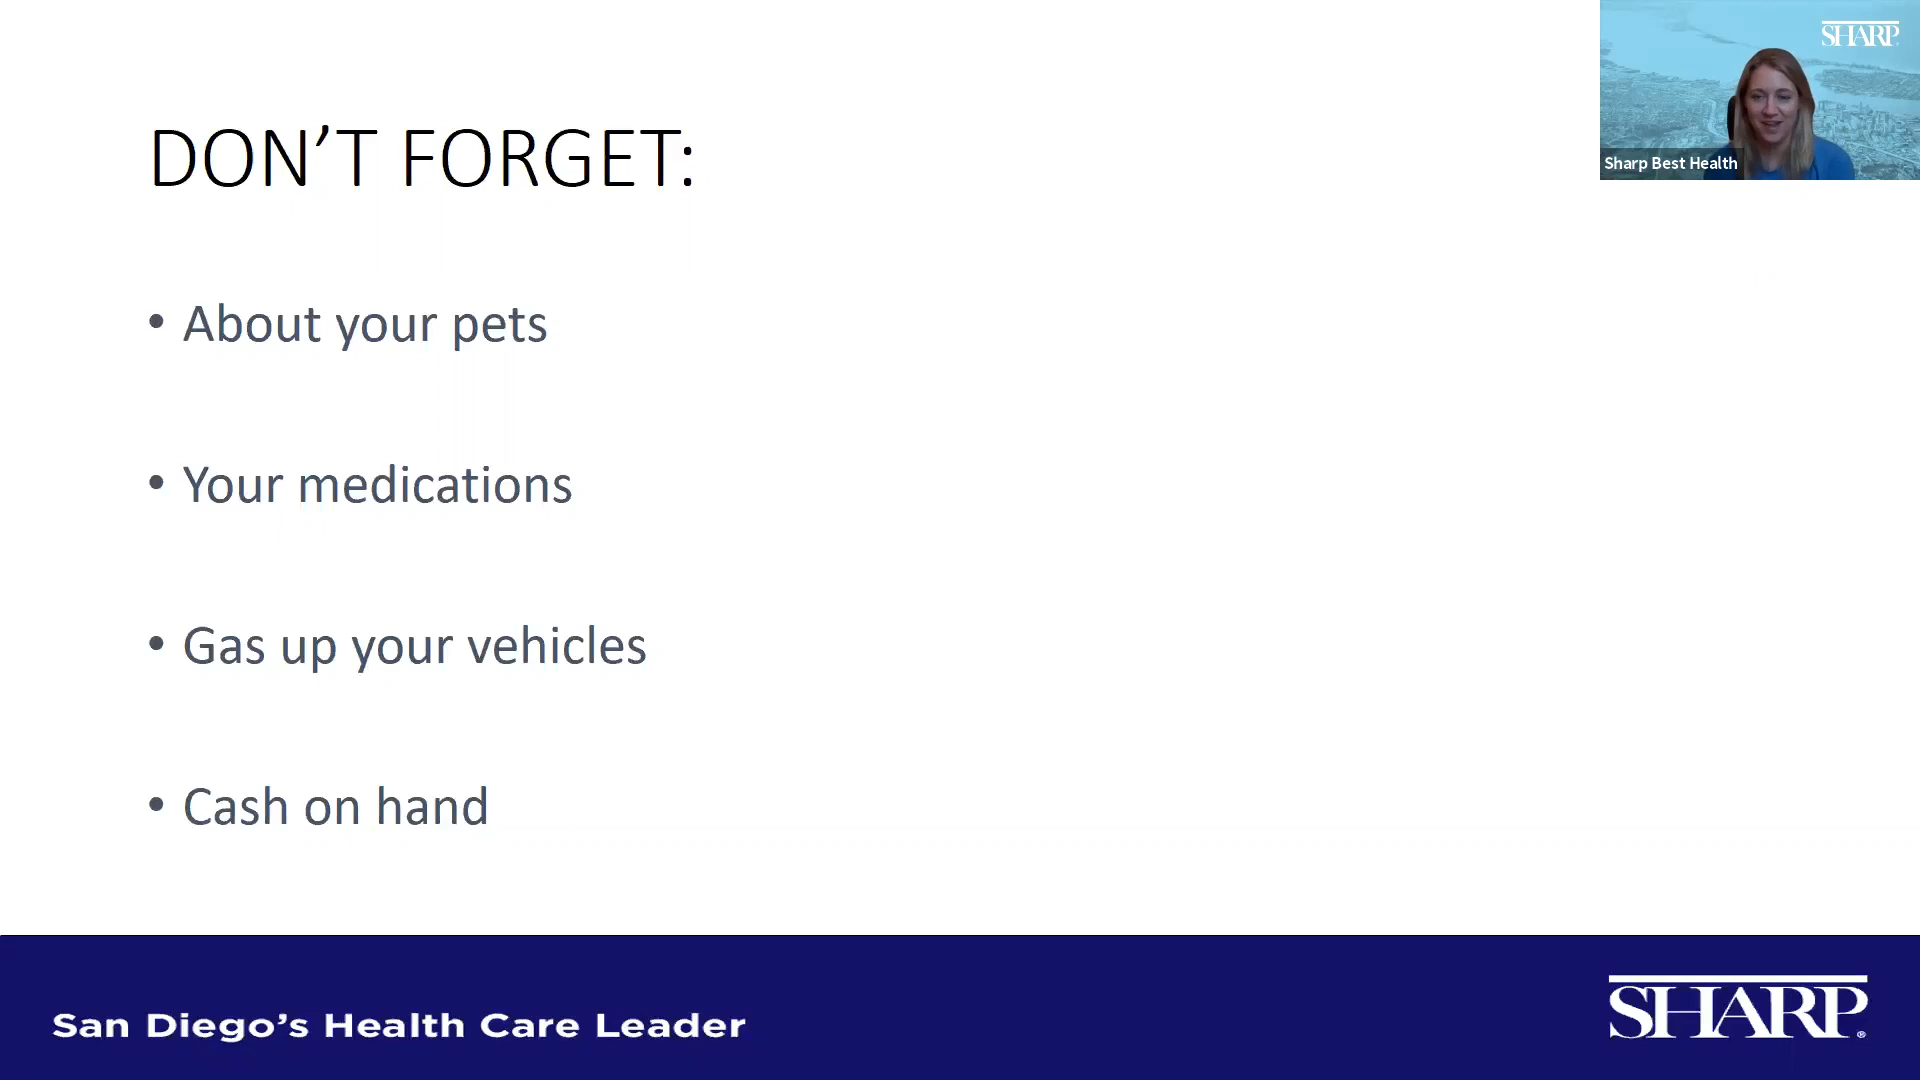 SHARP
Sharp Best Health
DON’T FORGET:
• About your pets
• Your medications
• Gas up your vehicles
• Cash on hand
San Diego’s Health Care Leader
SHARP®